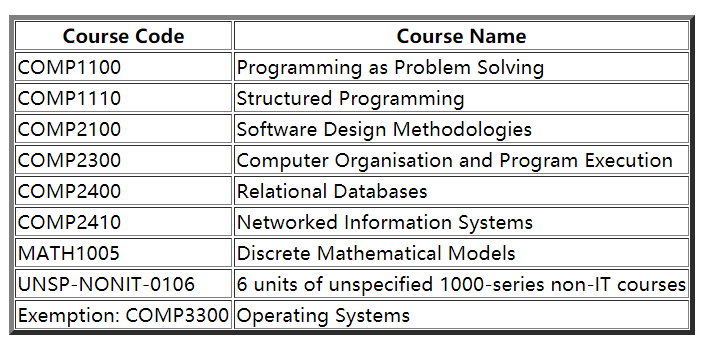 Course Code Course Name
COMP1100 Programming as Problem Solving
COMP1110 Structured Programming
COMP2100 Software Design Methodologies
COMP2300 Computer Organisation and Program Execution
COMP2400 Relational Databases
COMP2410 Networked Information Systems
MATH1005 Discrete Mathematical Models
UNSP-NONIT-0106 6 units of unspecified 1000-series non-IT courses
Exemption: COMP3300 Operating Systems